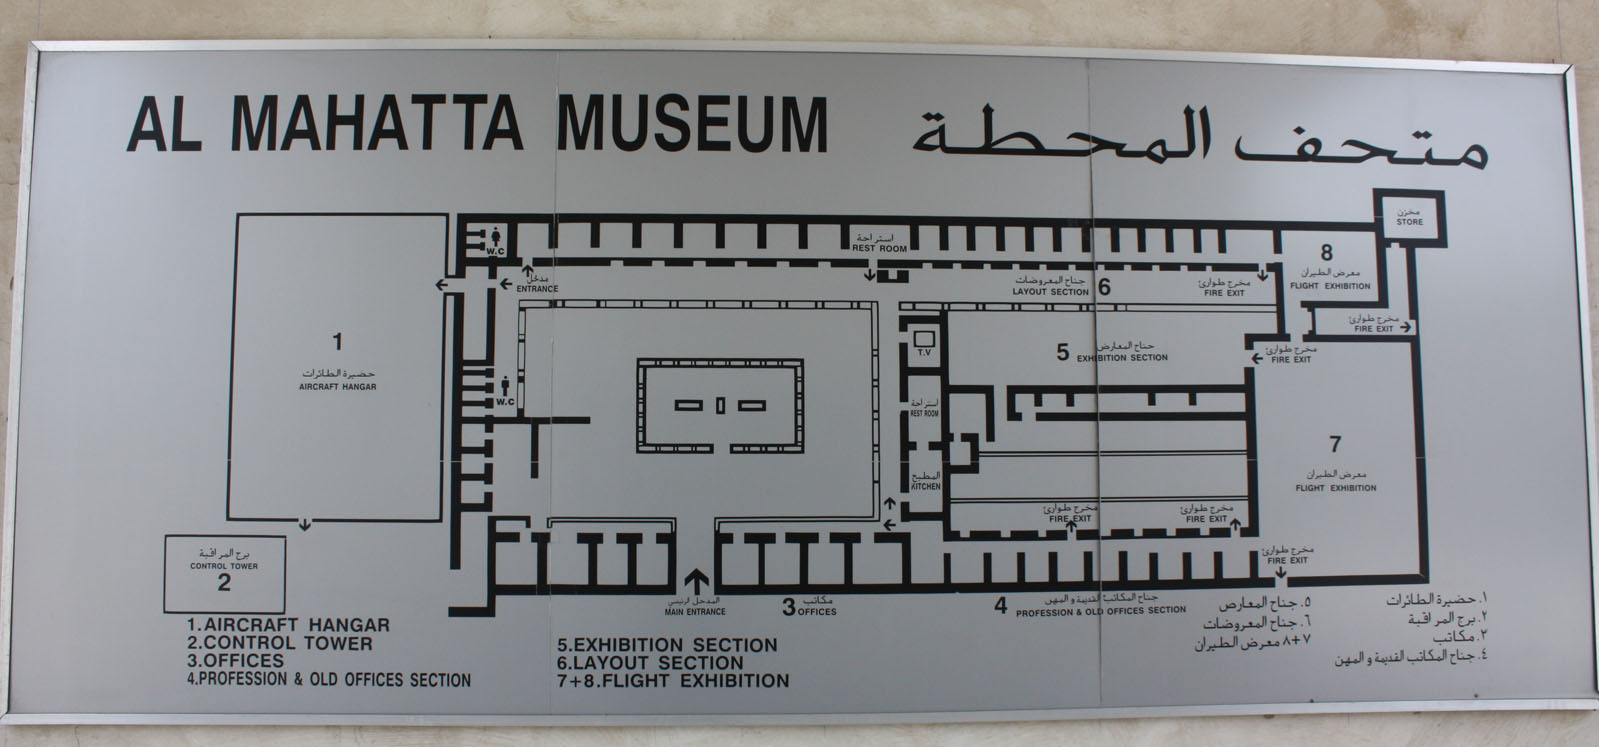 AL MAHATTA MUSEUM متحف المحطة
مخزن
STORE
W.C
استراحة
REST ROOM
8
معرض الطيران
FLIGHT EXHIBITION
مدخل
ENTRANCE
جناح المعروضات
LAYOUT SECTION
6
مخرج طوارئ
FIRE EXIT
مخرج طوارئ
FIRE EXIT
1
حضيرة الطائرات
AIRCRAFT HANGAR
T.V
5
جناح المعارض
EXHIBITION SECTION
مخرج طوارئ
FIRE EXIT
W.C
استراحة
REST ROOM
7
معرض الطيران
FLIGHT EXHIBITION
المطبخ
KITCHEN
مخرج طوارئ
FIRE EXIT
مخرج طوارئ
FIRE EXIT
برج المراقبة
CONTROL TOWER
2
مخرج طوارئ
FIRE EXIT
المدخل الرئيسي
MAIN ENTRANCE
3
مكاتب
OFFICES
4
جناح المكاتب القديمة و المهن
PROFESSION & OLD OFFICES SECTION
1.AIRCRAFT HANGAR
2.CONTROL TOWER
3.OFFICES
4.PROFESSION & OLD OFFICES SECTION
5.EXHIBITION SECTION
6.LAYOUT SECTION
7+8.FLIGHT EXHIBITION
١. حضيرة الطائرات
٢. برج المراقبة
٣. مكاتب
٤. جناح المكاتب القديمة و المهن
٥. جناح المعارض
٦. جناح المعروضات
٧+٨ معرض الطيران